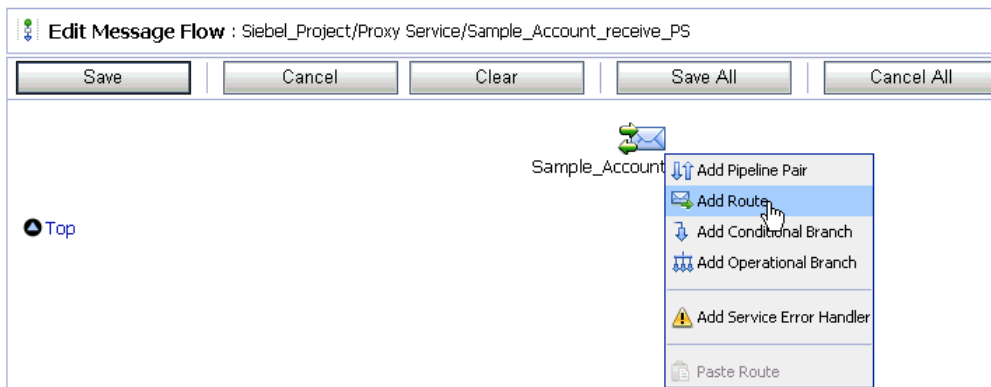 Edit Message Flow : Siebel_Project/Proxy Service/Sample_Account_receive_PS
Save Cancel Clear Save All Cancel All
Sample_Account
Add Pipeline Pair
Add Route
Top
Add Conditional Branch
Add Operational Branch
Add Service Error Handler
Paste Route